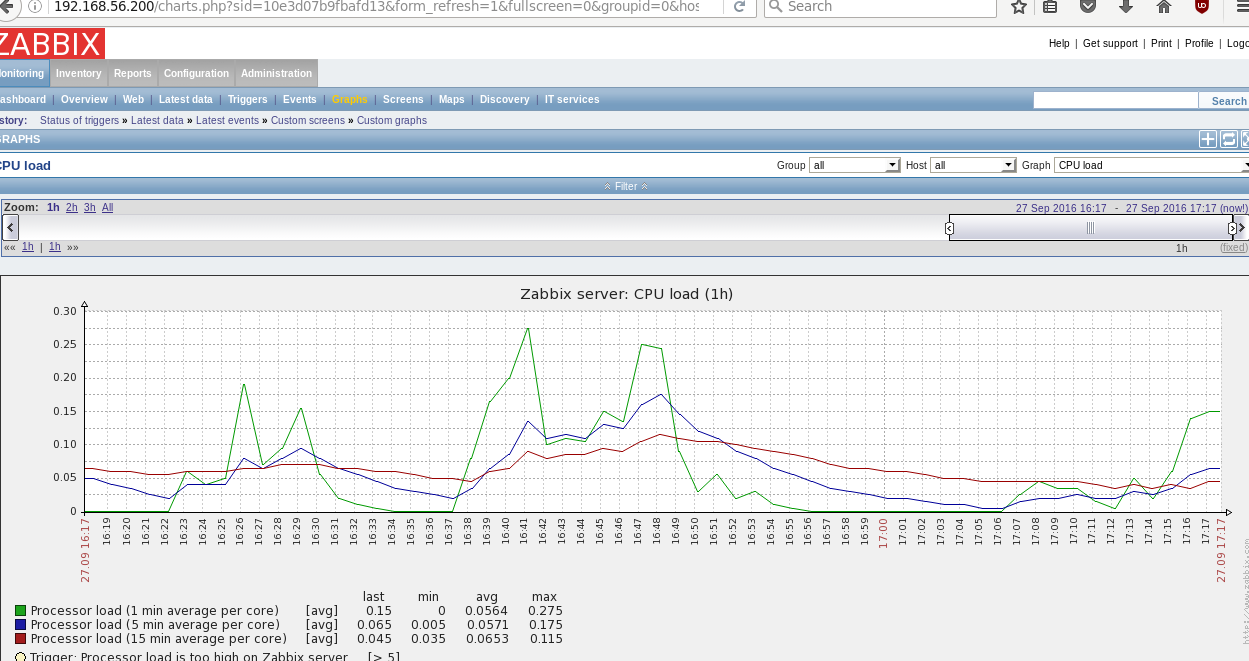 192.168.56.200/charts.php?sid=10e3d07b9fbafd13&form_refresh=1&fullscreen=0&groupid=0&hos
Search
ZABBIX
Help | Get support | Print | Profile | Logo
onitoring Inventory Reports Configuration Administration
ashboard | Overview | Web | Latest data | Triggers | Events | Graphs | Screens | Maps | Discovery | IT services
Search
story: Status of triggers » Latest data » Latest events » Custom screens » Custom graphs
GRAPHS
CPU load
Group all Host all Graph CPU load
Filter
Zoom: 1h 2h 3h All
27 Sep 2016 16:17 - 27 Sep 2016 17:17 (now!)
«« 1h | 1h »»
1h (fixed)
Zabbix server: CPU load (1h)
0.30
0.25
0.20
0.15
0.10
0.05
0
27.09 16:17
16:19
16:20
16:21
16:22
16:23
16:24
16:25
16:26
16:27
16:28
16:29
16:30
16:31
16:32
16:33
16:34
16:35
16:36
16:37
16:38
16:39
16:40
16:41
16:42
16:43
16:44
16:45
16:46
16:47
16:48
16:49
16:50
16:51
16:52
16:53
16:54
16:55
16:56
16:57
16:58
16:59
17:00
17:01
17:02
17:03
17:04
17:05
17:06
17:07
17:08
17:09
17:10
17:11
17:12
17:13
17:14
17:15
17:16
17:17
27.09 17:17
last min avg max
Processor load (1 min average per core) [avg] 0.15 0 0.0564 0.275
Processor load (5 min average per core) [avg] 0.065 0.005 0.0571 0.175
Processor load (15 min average per core) [avg] 0.045 0.035 0.0653 0.115
Trigger: Processor load is too high on Zabbix server [> 5]
http://www.zabbix.com